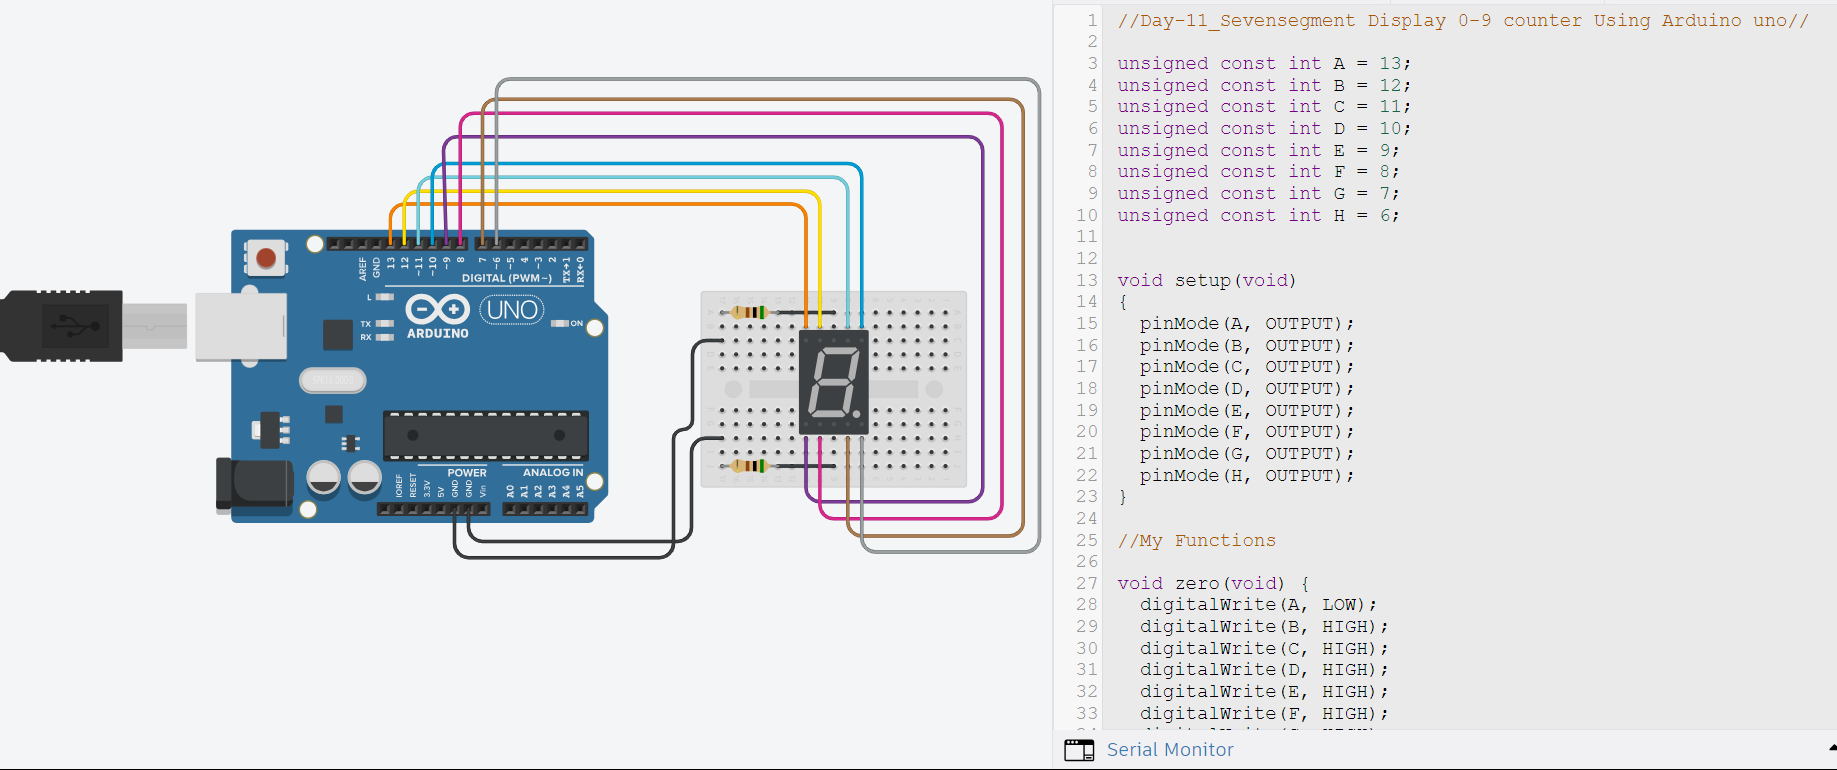 AREF
GND
13
12
~11
~10
~9
8
7
~6
~5
4
~3
2
TX→1
RX←0
DIGITAL (PWM~)
L
TX
RX
ARDUINO
UNO
ON
POWER
ANALOG IN
IOREF
RESET
3.3V
5V
GND
GND
Vin
A0
A1
A2
A3
A4
A5
1 //Day-11_Sevensegment Display 0-9 counter Using Arduino uno//
2
3 unsigned const int A = 13;
4 unsigned const int B = 12;
5 unsigned const int C = 11;
6 unsigned const int D = 10;
7 unsigned const int E = 9;
8 unsigned const int F = 8;
9 unsigned const int G = 7;
10 unsigned const int H = 6;
11
12
13 void setup(void)
14 {
15 pinMode(A, OUTPUT);
16 pinMode(B, OUTPUT);
17 pinMode(C, OUTPUT);
18 pinMode(D, OUTPUT);
19 pinMode(E, OUTPUT);
20 pinMode(F, OUTPUT);
21 pinMode(G, OUTPUT);
22 pinMode(H, OUTPUT);
23 }
24
25 //My Functions
26
27 void zero(void) {
28 digitalWrite(A, LOW);
29 digitalWrite(B, HIGH);
30 digitalWrite(C, HIGH);
31 digitalWrite(D, HIGH);
32 digitalWrite(E, HIGH);
33 digitalWrite(F, HIGH);
Serial Monitor